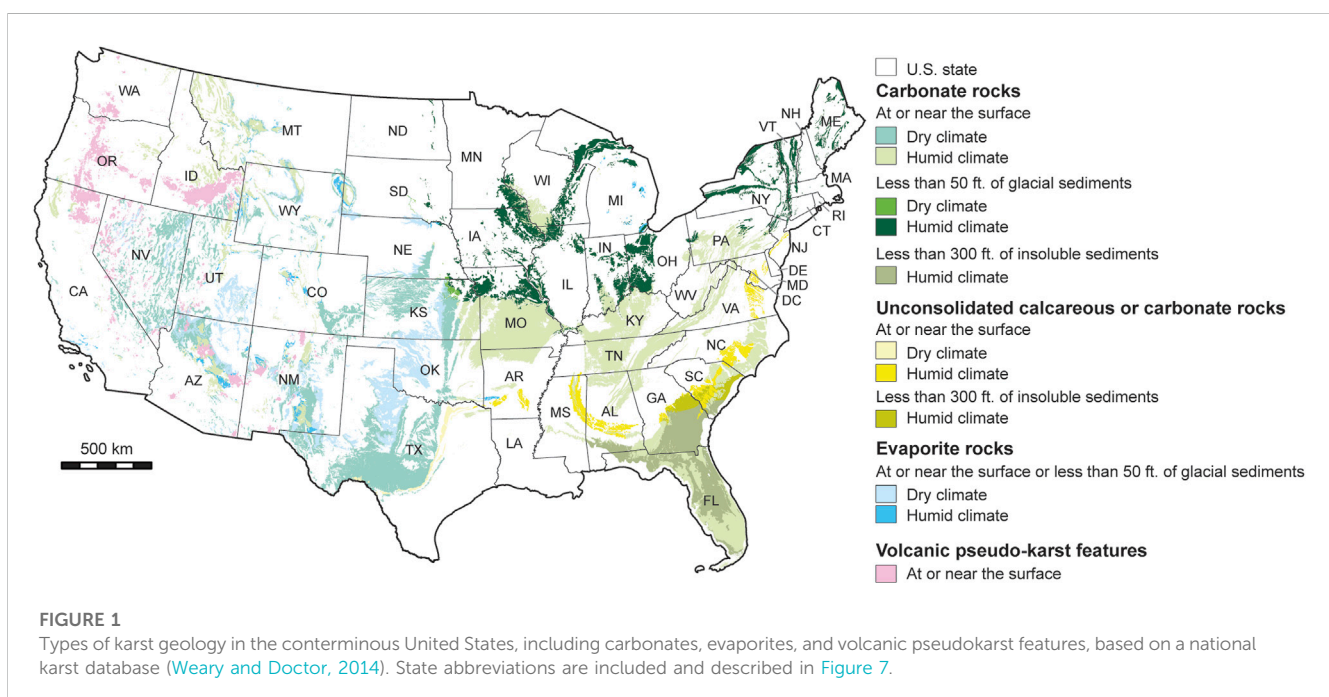 WA
OR
ID
MT
ND
MN
SD
WY
NV
UT
CA
CO
NE
KS
AZ
NM
OK
TX
IA
MO
AR
LA
WI
IL
MI
IN
OH
KY
TN
MS
AL
GA
FL
SC
NC
VA
WV
PA
NY
VT
NH
ME
MA
RI
CT
NJ
DE
MD
DC
500 km
U.S. state
Carbonate rocks
At or near the surface
Dry climate
Humid climate
Less than 50 ft. of glacial sediments
Dry climate
Humid climate
Less than 300 ft. of insoluble sediments
Humid climate
Unconsolidated calcareous or carbonate rocks
At or near the surface
Dry climate
Humid climate
Less than 300 ft. of insoluble sediments
Humid climate
Evaporite rocks
At or near the surface or less than 50 ft. of glacial sediments
Dry climate
Humid climate
Volcanic pseudo-karst features
At or near the surface
FIGURE 1
Types of karst geology in the conterminous United States, including carbonates, evaporites, and volcanic pseudokarst features, based on a national
karst database (Weary and Doctor, 2014). State abbreviations are included and described in Figure 7.